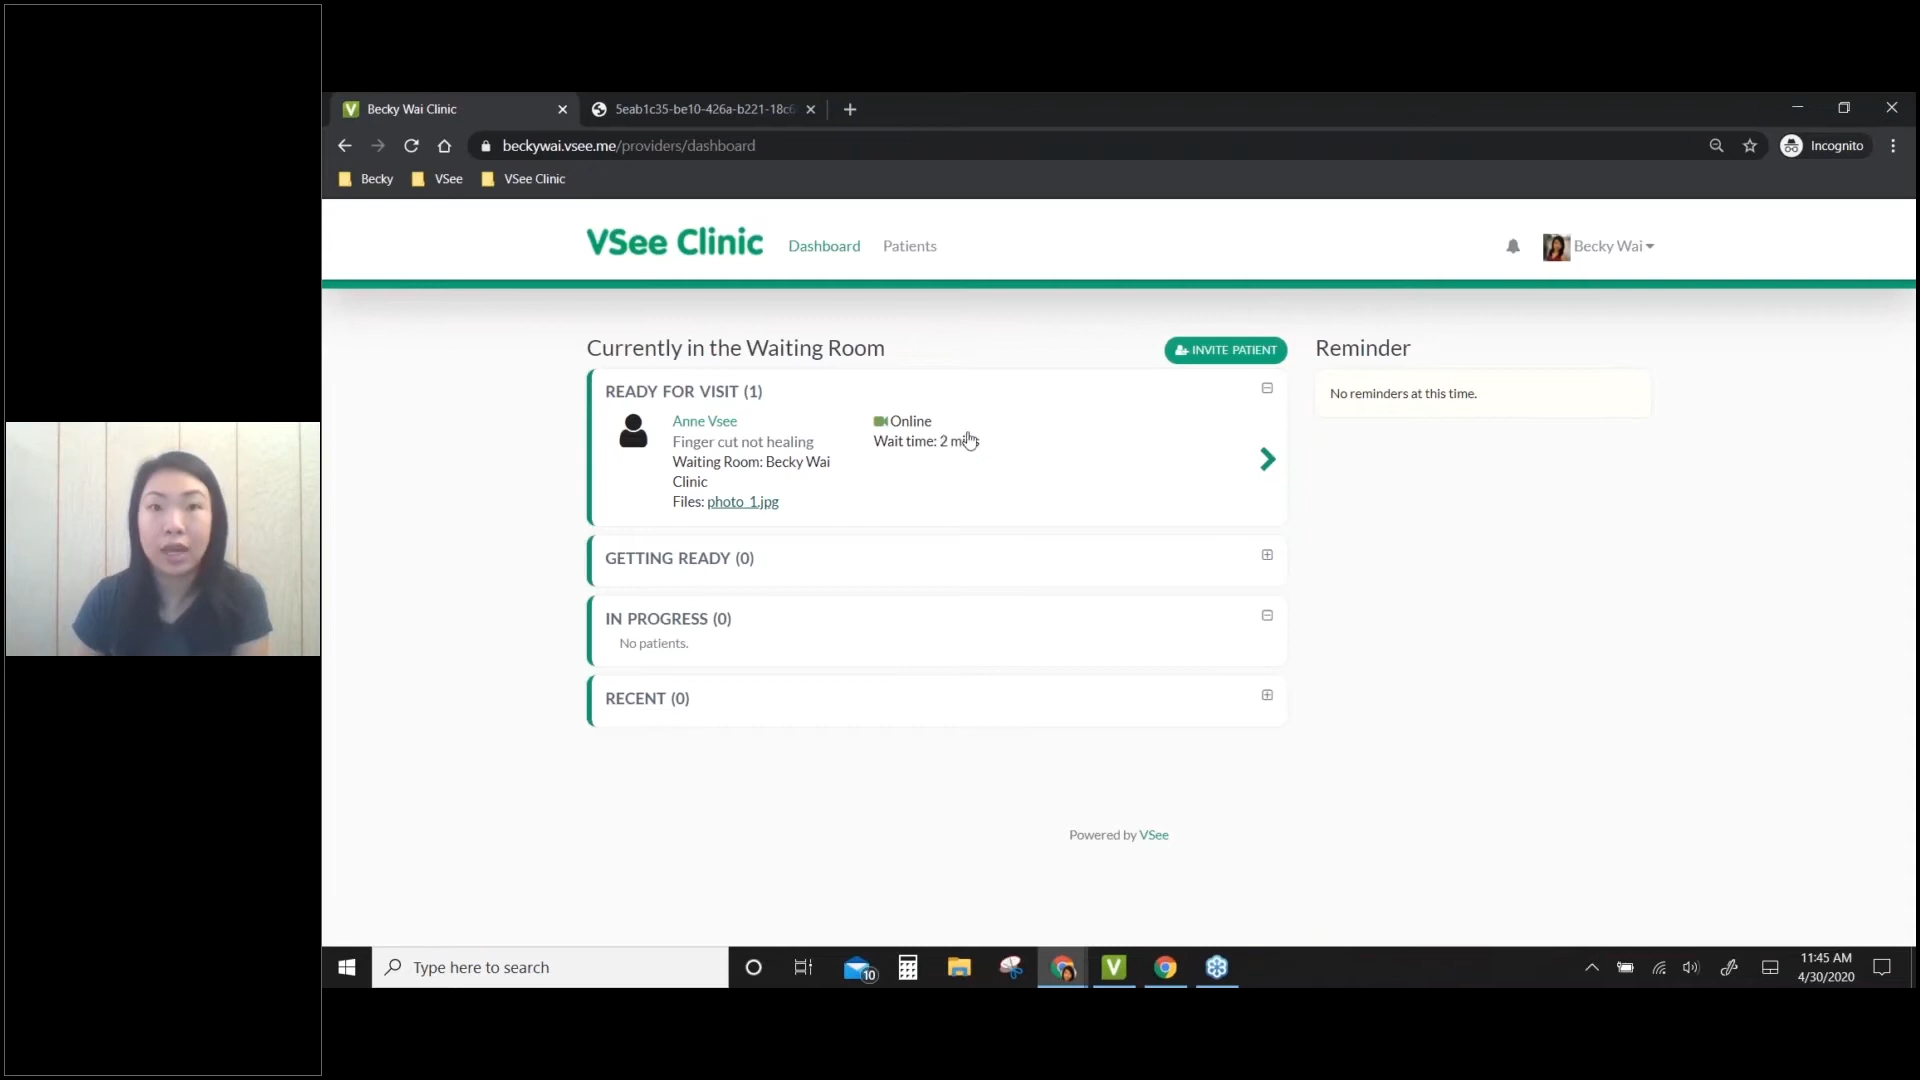 Becky Wai Clinic
5eab1c35-be10-426a-b221-18c6
beckywai.vsee.me/providers/dashboard
Incognito
Becky
VSee
VSee Clinic
VSee Clinic
Dashboard
Patients
Becky Wai
Currently in the Waiting Room
INVITE PATIENT
READY FOR VISIT (1)
Anne Vsee
Finger cut not healing
Waiting Room: Becky Wai
Clinic
Files: photo_1.jpg
Online
Wait time: 2
GETTING READY (0)
IN PROGRESS (0)
No patients.
RECENT (0)
Reminder
No reminders at this time.
Powered by VSee
Type here to search
10
11:45 AM
4/30/2020